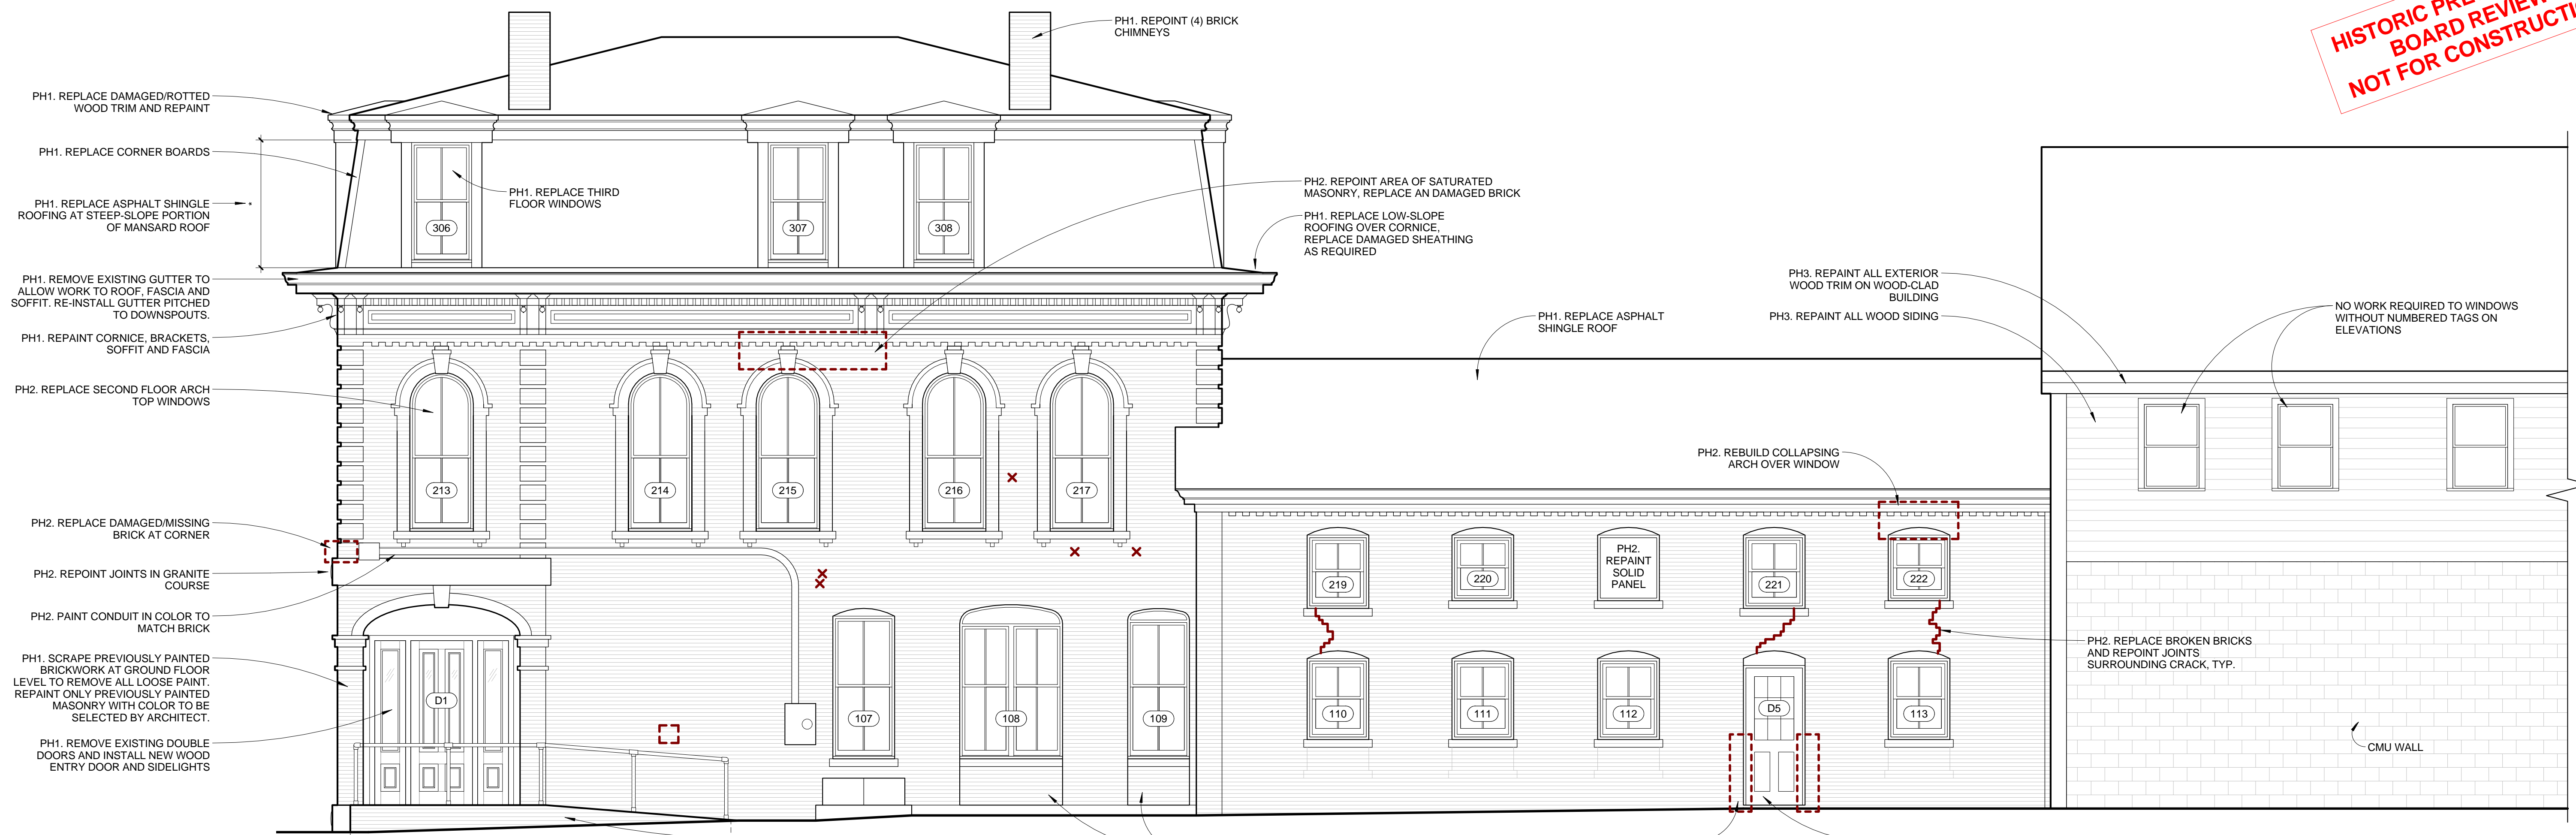 HISTORIC PRE
BOARD REVIEW
NOT FOR CONSTRUCTI
PH1. REPOINT (4) BRICK
CHIMNEYS
PH1. REPLACE DAMAGED/ROTTED
WOOD TRIM AND REPAINT
PH1. REPLACE CORNER BOARDS
PH1. REPLACE ASPHALT SHINGLE
ROOFING AT STEEP-SLOPE PORTION
OF MANSARD ROOF
*
PH1. REPLACE THIRD
FLOOR WINDOWS
306
307
308
PH2. REPOINT AREA OF SATURATED
MASONRY, REPLACE AN DAMAGED BRICK
PH1. REPLACE LOW-SLOPE
ROOFING OVER CORNICE,
REPLACE DAMAGED SHEATHING
AS REQUIRED
PH1. REMOVE EXISTING GUTTER TO
ALLOW WORK TO ROOF, FASCIA AND
SOFFIT. RE-INSTALL GUTTER PITCHED
TO DOWNSPOUTS.
PH1. REPAINT CORNICE, BRACKETS,
SOFFIT AND FASCIA
PH2. REPLACE SECOND FLOOR ARCH
TOP WINDOWS
PH1. REPLACE ASPHALT
SHINGLE ROOF
PH3. REPAINT ALL EXTERIOR
WOOD TRIM ON WOOD-CLAD
BUILDING
PH3. REPAINT ALL WOOD SIDING
NO WORK REQUIRED TO WINDOWS
WITHOUT NUMBERED TAGS ON
ELEVATIONS
213
214
215
216
217
PH2. REBUILD COLLAPSING
ARCH OVER WINDOW
PH2. REPLACE DAMAGED/MISSING
BRICK AT CORNER
PH2. REPOINT JOINTS IN GRANITE
COURSE
PH2. PAINT CONDUIT IN COLOR TO
MATCH BRICK
219
220
PH2.
REPAINT
SOLID
PANEL
221
222
PH2. REPLACE BROKEN BRICKS
AND REPOINT JOINTS
SURROUNDING CRACK, TYP.
PH1. SCRAPE PREVIOUSLY PAINTED
BRICKWORK AT GROUND FLOOR
LEVEL TO REMOVE ALL LOOSE PAINT.
REPAINT ONLY PREVIOUSLY PAINTED
MASONRY WITH COLOR TO BE
SELECTED BY ARCHITECT.
PH1. REMOVE EXISTING DOUBLE
DOORS AND INSTALL NEW WOOD
ENTRY DOOR AND SIDELIGHTS
D1
107
108
109
110
111
112
D5
113
CMU WALL